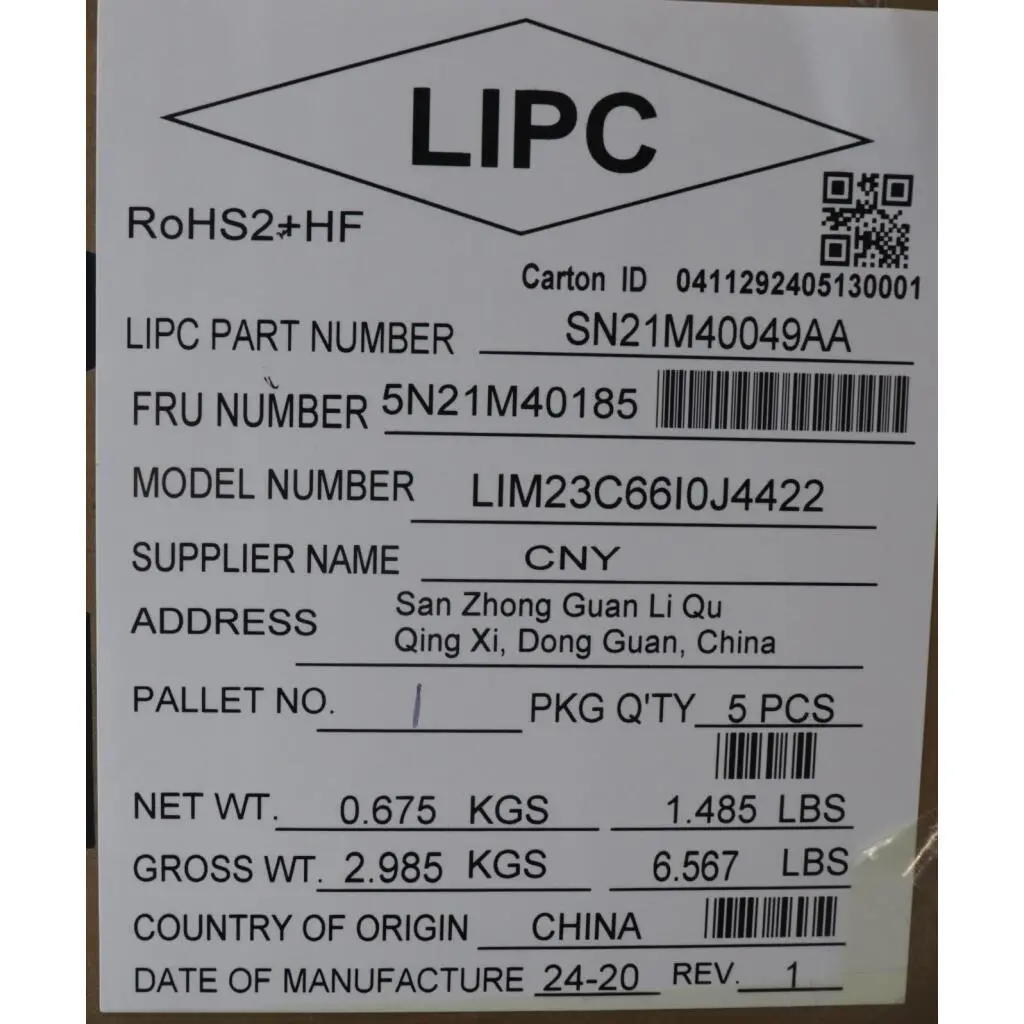 LIPC
RoHS2+HF
Carton ID 0411292405130001
LIPC PART NUMBER SN21M40049AA
FRU NUMBER 5N21M40185
MODEL NUMBER LIM23C66I0J4422
SUPPLIER NAME CNY
ADDRESS San Zhong Guan Li Qu
Qing Xi, Dong Guan, China
PALLET NO. 1 PKG Q'TY 5 PCS
NET WT. 0.675 KGS 1.485 LBS
GROSS WT. 2.985 KGS 6.567 LBS
COUNTRY OF ORIGIN CHINA
DATE OF MANUFACTURE 24-20 REV. 1